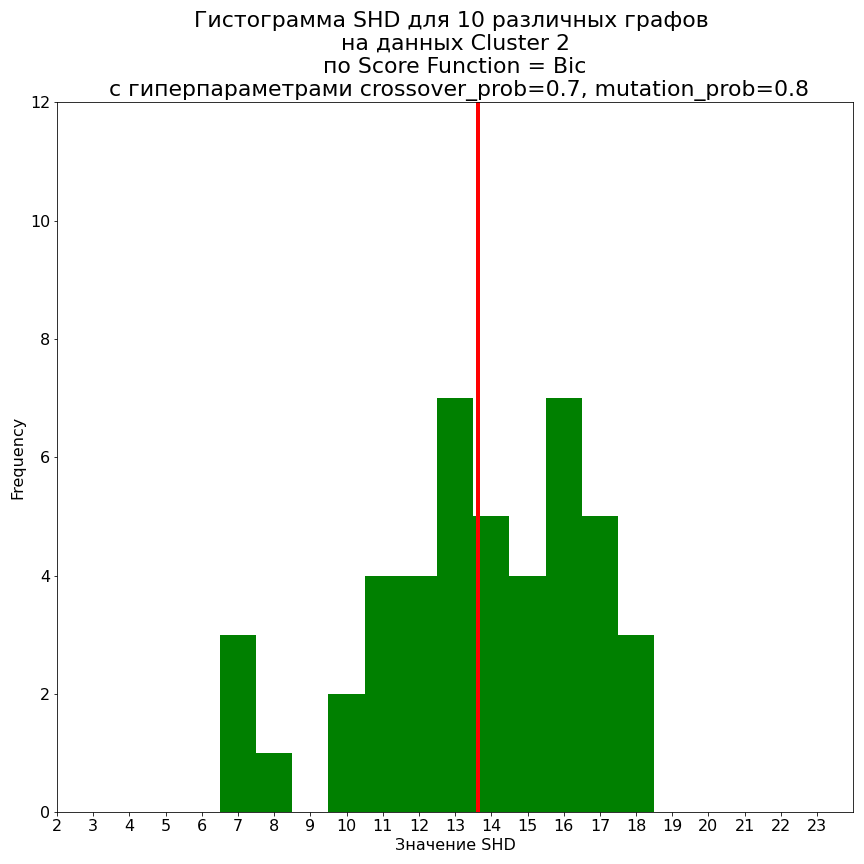 Гистограмма SHD для 10 различных графов
на данных Cluster 2
по Score Function = Bic
с гиперпараметрами crossover_prob=0.7, mutation_prob=0.8
12
10
8
6
4
2
0
Frequency
2 3 4 5 6 7 8 9 10 11 12 13 14 15 16 17 18 19 20 21 22 23
Значение SHD